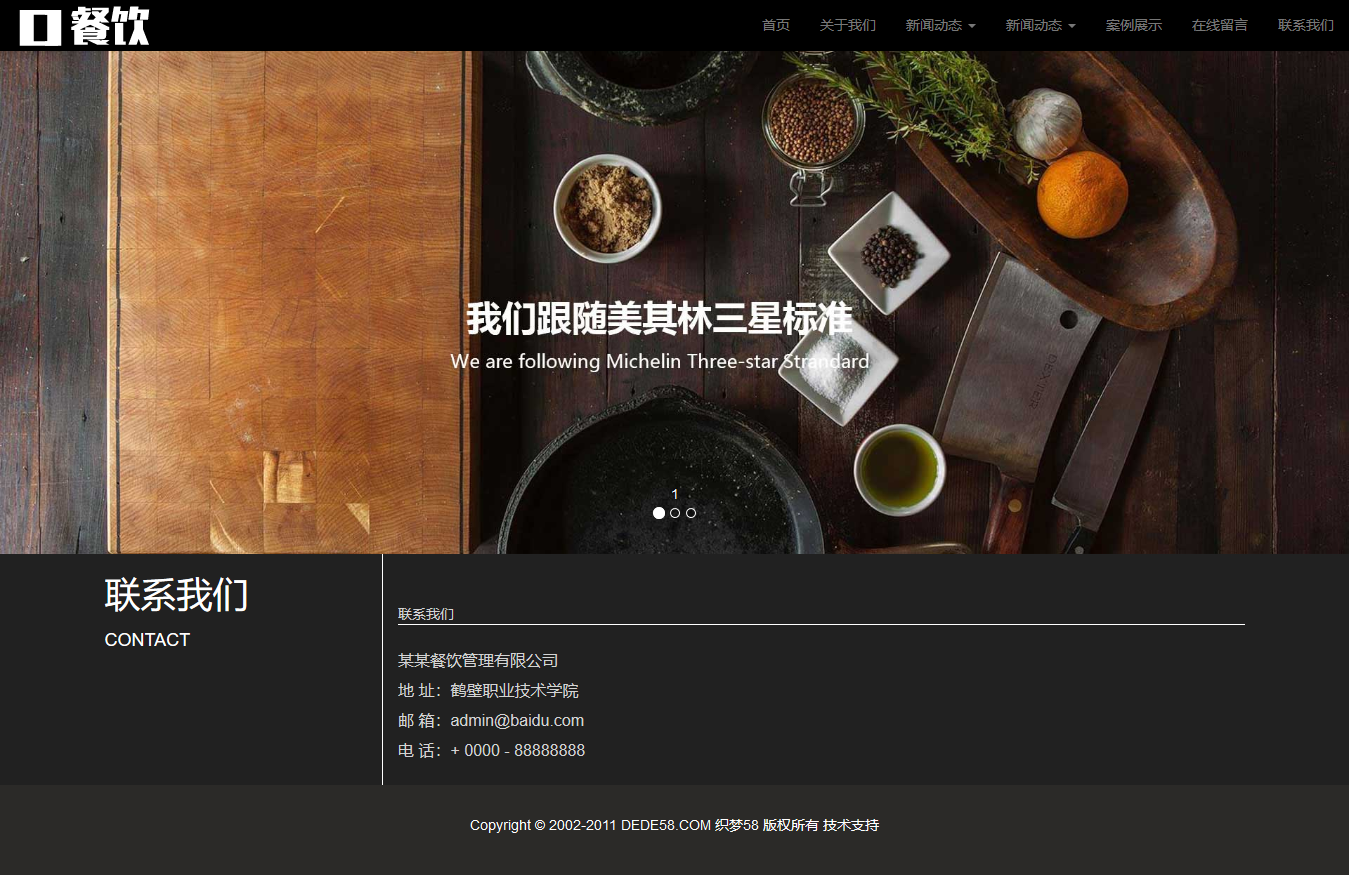 口餐饮
首页 关于我们 新闻动态 新闻动态 案例展示 在线留言 联系我们
我们跟随美其林三星标准
We are following Michelin Three-star Strandard
1
联系我们
CONTACT
联系我们
某某餐饮管理有限公司
地 址：鹤壁职业技术学院
邮 箱：admin@baidu.com
电 话：+ 0000 - 88888888
Copyright © 2002-2011 DEDE58.COM 织梦58 版权所有 技术支持